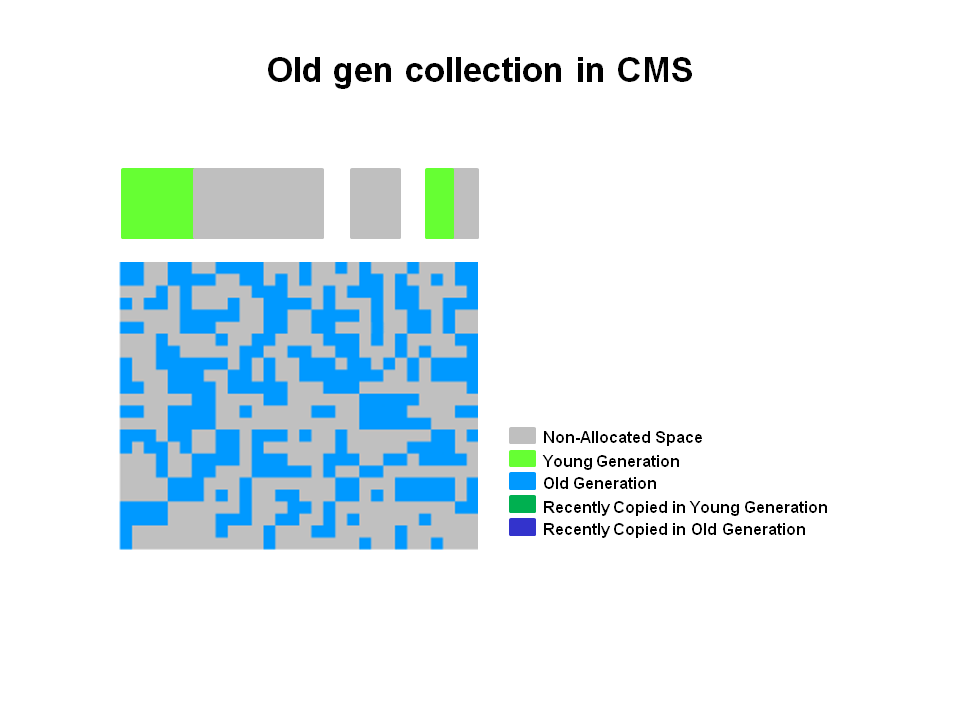 Old gen collection in CMS
Non-Allocated Space
Young Generation
Old Generation
Recently Copied in Young Generation
Recently Copied in Old Generation